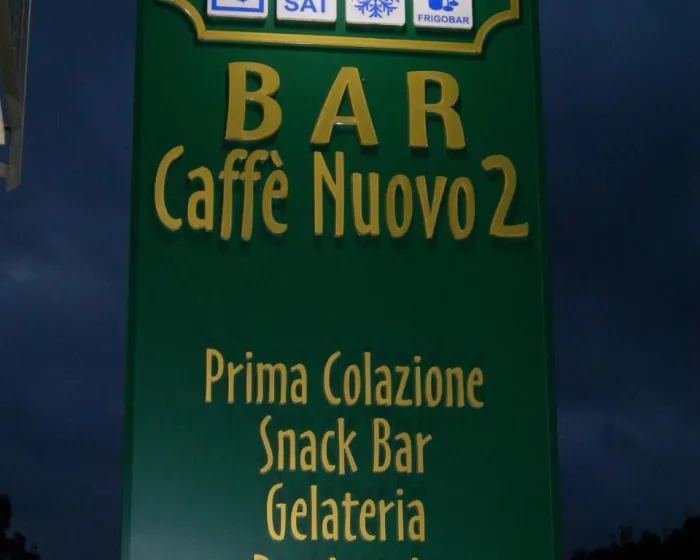 SAT
FRIGOBAR
BAR
Caffè Nuovo 2
Prima Colazione
Snack Bar
Gelateria